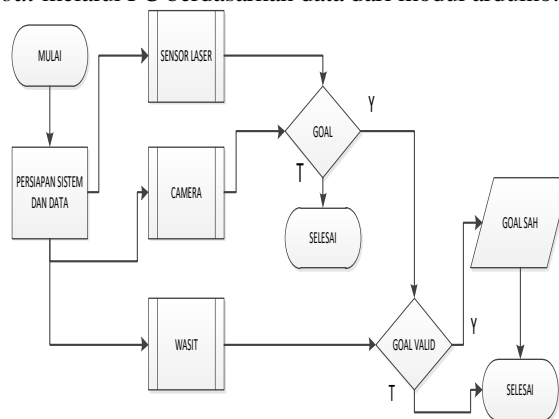 melalui PC berdasarkan data dari modul arduino.
MULAI
SENSOR LASER
Y
GOAL
PERSIAPAN SISTEM
DAN DATA
T
CAMERA
GOAL SAH
SELESAI
WASIT
GOAL VALID
Y
SELESAI
T